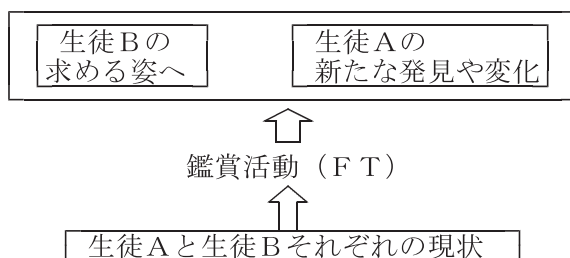 生徒Bの
求める姿へ
生徒Aの
新たな発見や変化
鑑賞活動（ＦＴ）
生徒Aと生徒Bそれぞれの現状